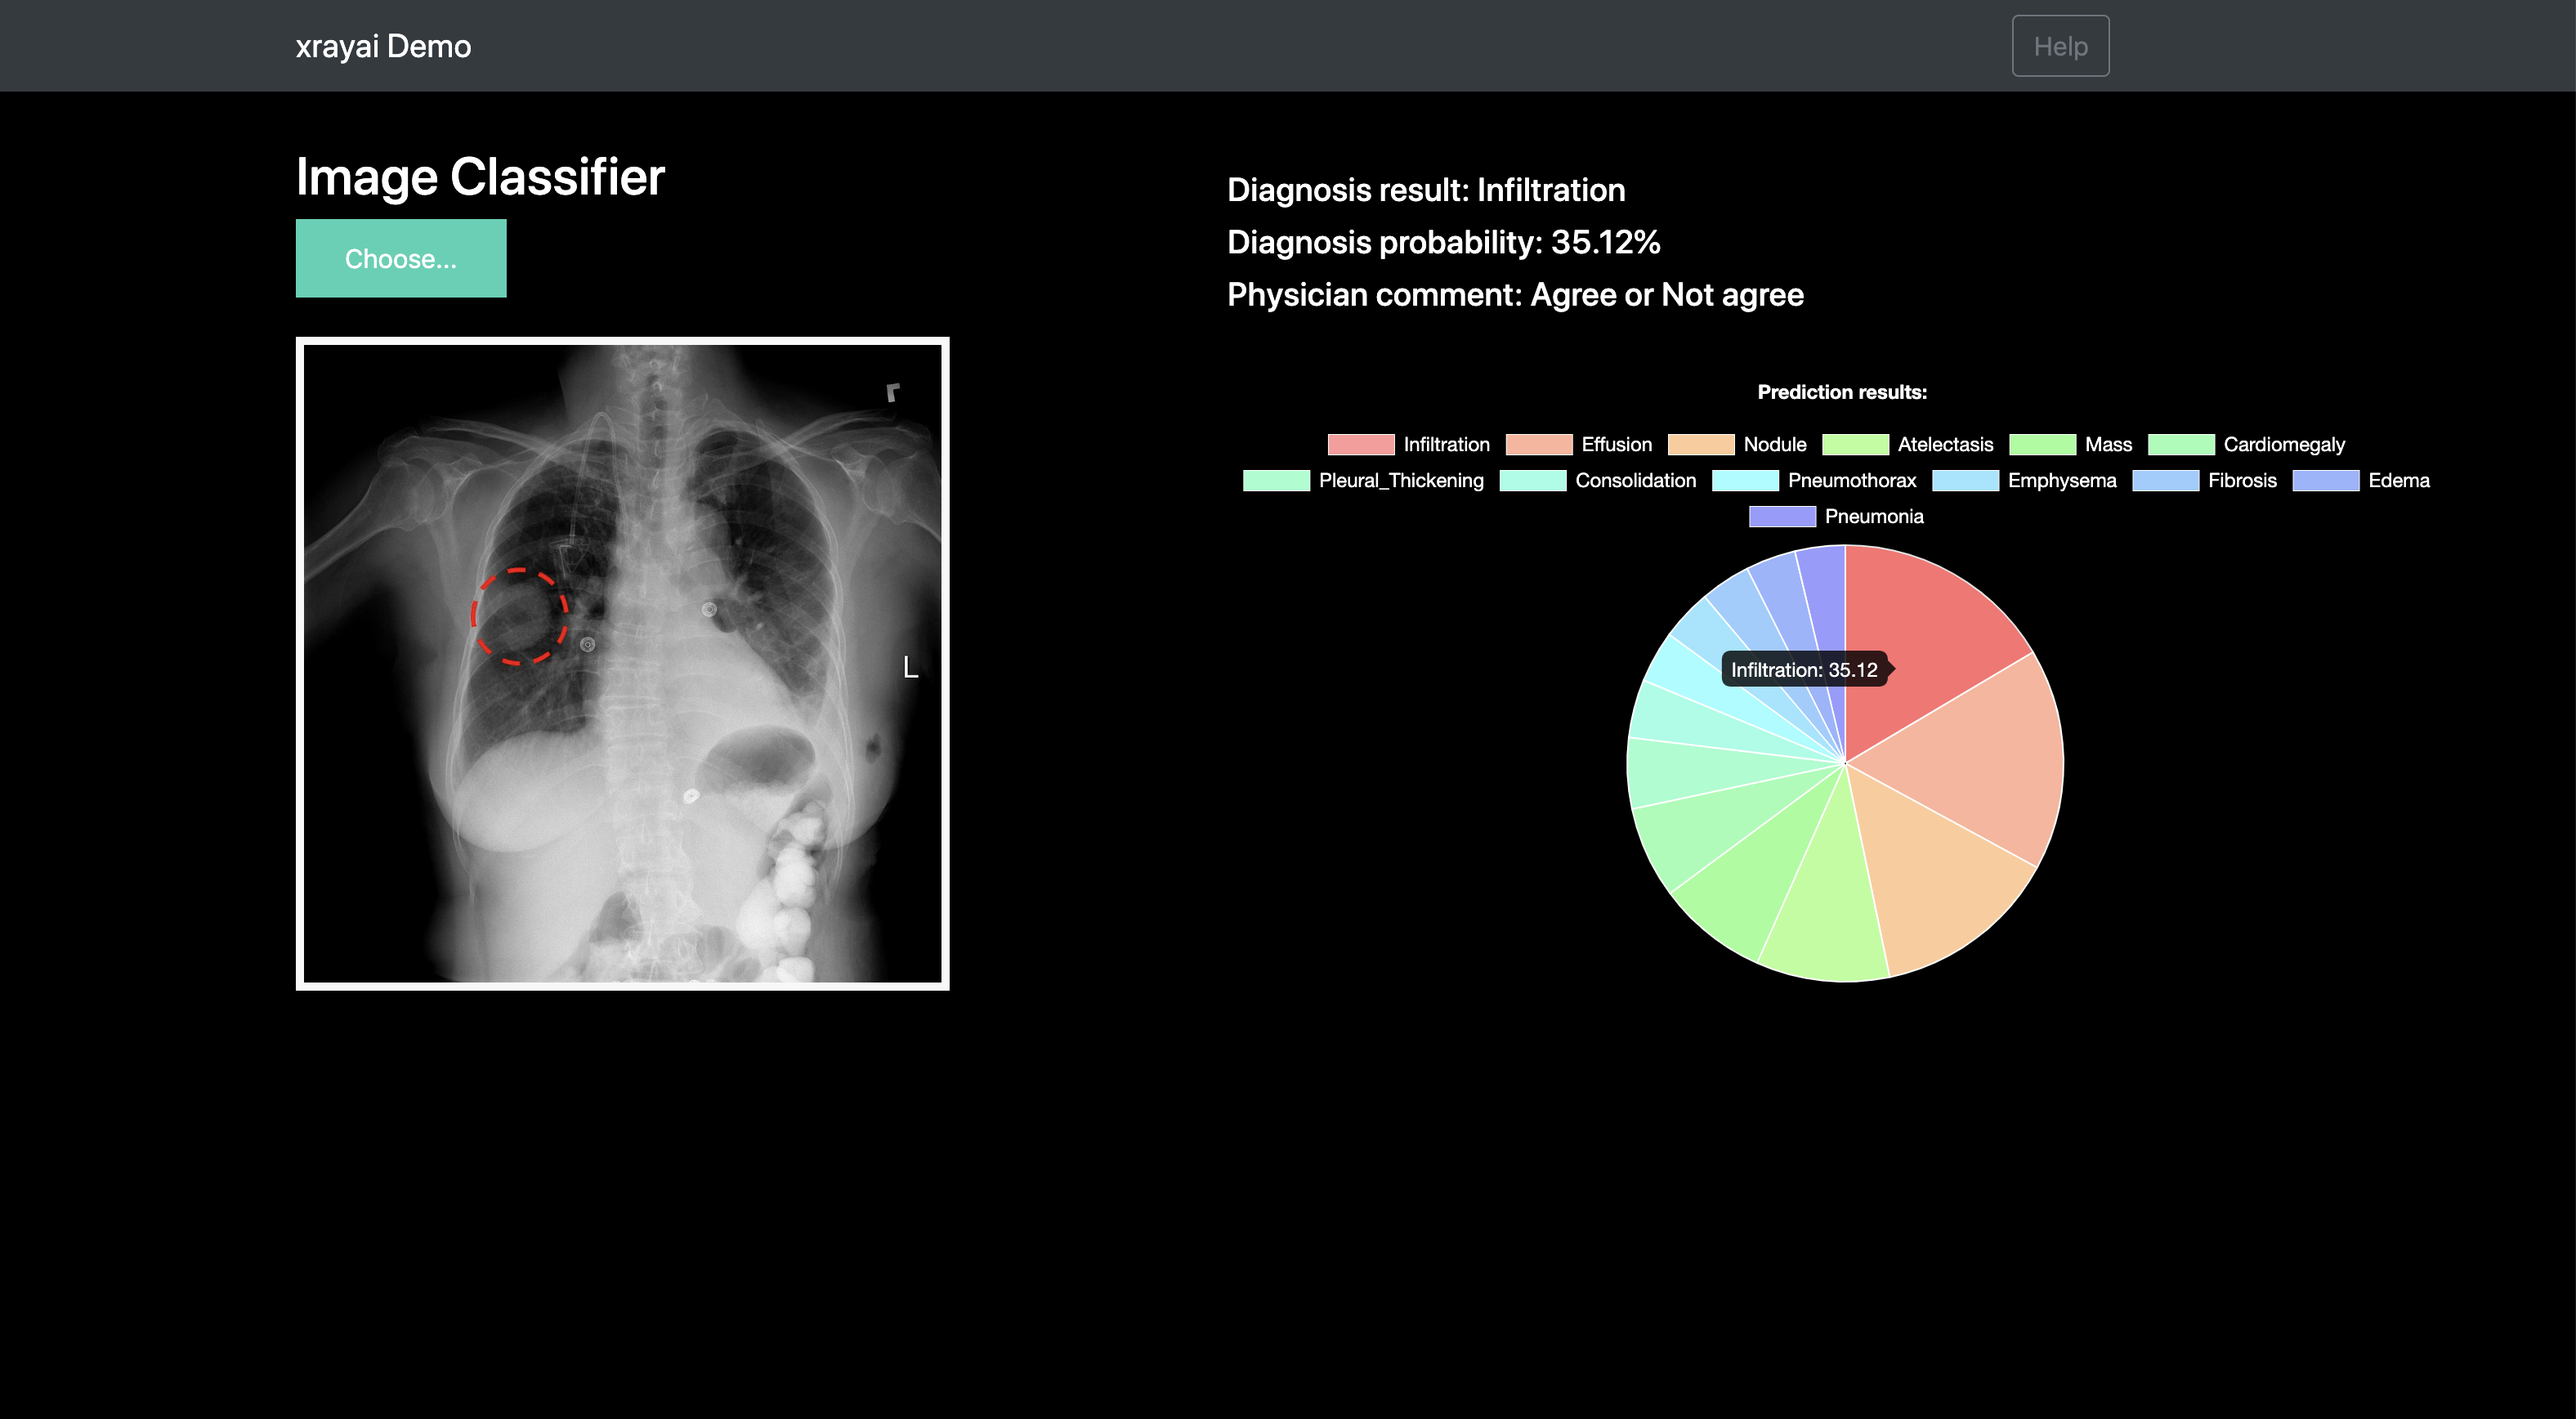 xrayai Demo
Help
Image Classifier
Choose...
Diagnosis result: Infiltration
Diagnosis probability: 35.12%
Physician comment: Agree or Not agree
L
Prediction results:
Infiltration Effusion Nodule Atelectasis Mass Cardiomegaly
Pleural_Thickening Consolidation Pneumothorax Emphysema Fibrosis Edema
Pneumonia
Infiltration: 35.12